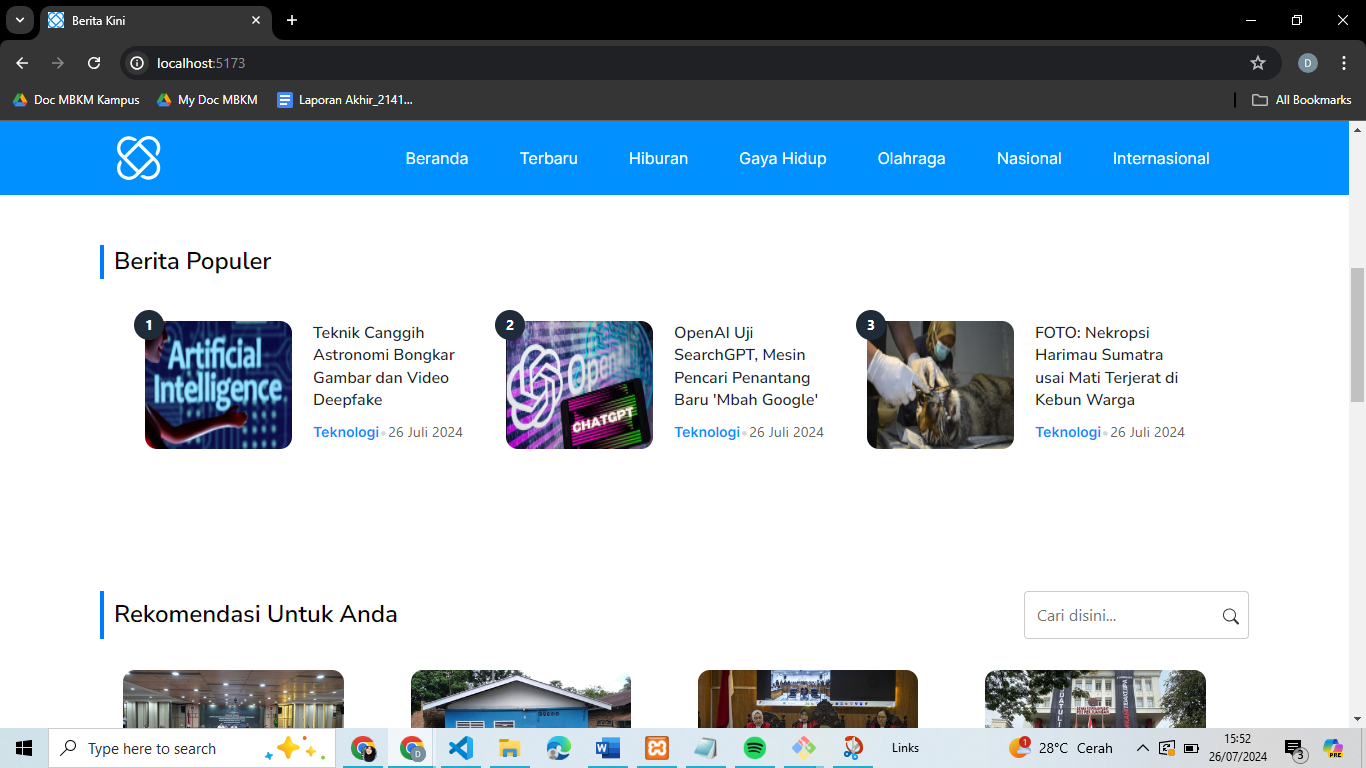 Berita Kini
localhost:5173
D
Doc MBKM Kampus
My Doc MBKM
Laporan Akhir_2141...
All Bookmarks
Beranda
Terbaru
Hiburan
Gaya Hidup
Olahraga
Nasional
Internasional
Berita Populer
1
Artificial
Intelligence
Teknik Canggih
Astronomi Bongkar
Gambar dan Video
Deepfake
Teknologi 26 Juli 2024
2
OpenAI
CHATGPT
OpenAI Uji
SearchGPT, Mesin
Pencari Penantang
Baru 'Mbah Google'
Teknologi 26 Juli 2024
3
FOTO: Nekropsi
Harimau Sumatra
usai Mati Terjerat di
Kebun Warga
Teknologi 26 Juli 2024
Rekomendasi Untuk Anda
Cari disini...
Type here to search
D
Links
1
28°C Cerah
15:52
26/07/2024
3
PRE